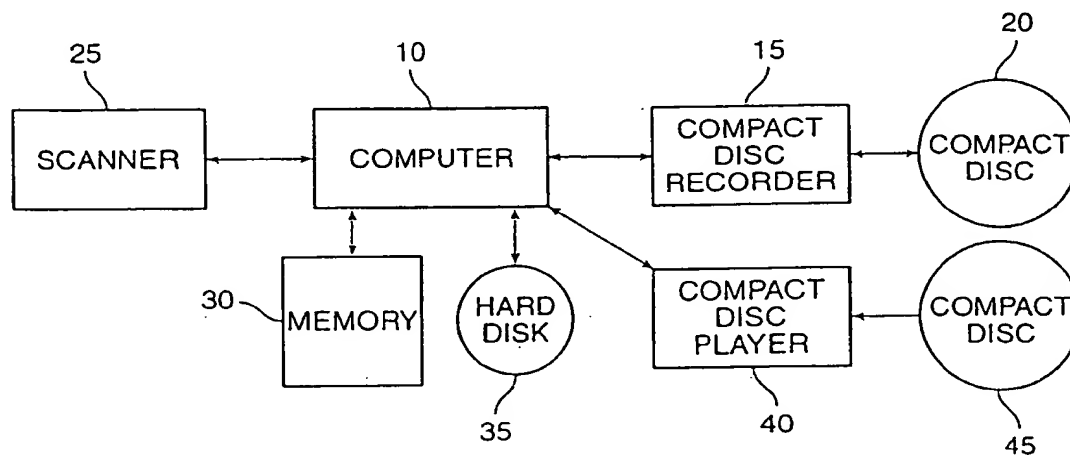 25
10
15
20
SCANNER
COMPUTER
COMPACT
DISC
RECORDER
COMPACT
DISC
30
MEMORY
HARD
DISK
COMPACT
DISC
PLAYER
COMPACT
DISC
35
40
45